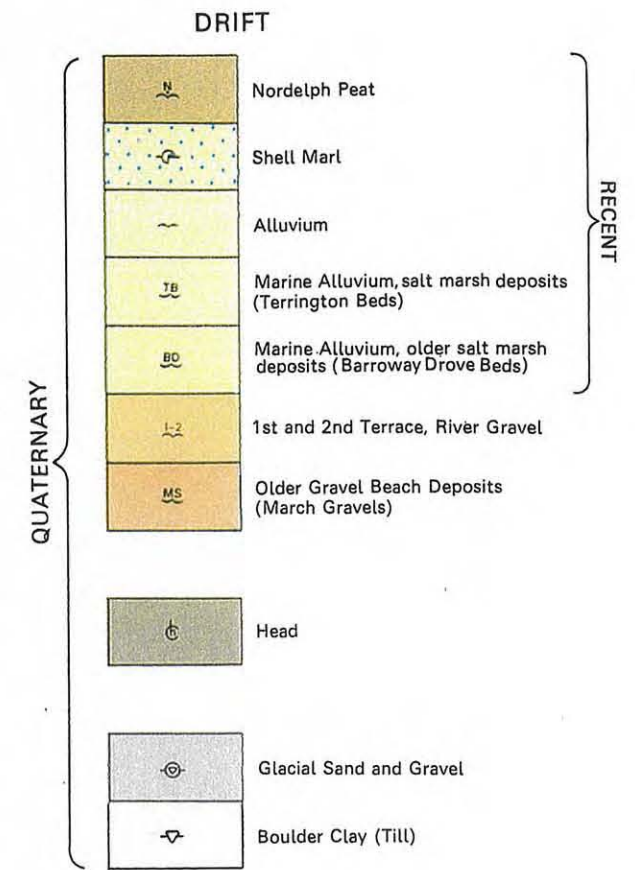 DRIFT
N
Nordelph Peat
Shell Marl
Alluvium
TB
Marine Alluvium, salt marsh deposits
(Terrington Beds)
BD
Marine Alluvium, older salt marsh
deposits (Barroway Drove Beds)
1-2
1st and 2nd Terrace, River Gravel
MS
Older Gravel Beach Deposits
(March Gravels)
h
Head
Glacial Sand and Gravel
Boulder Clay (Till)
QUATERNARY
RECENT